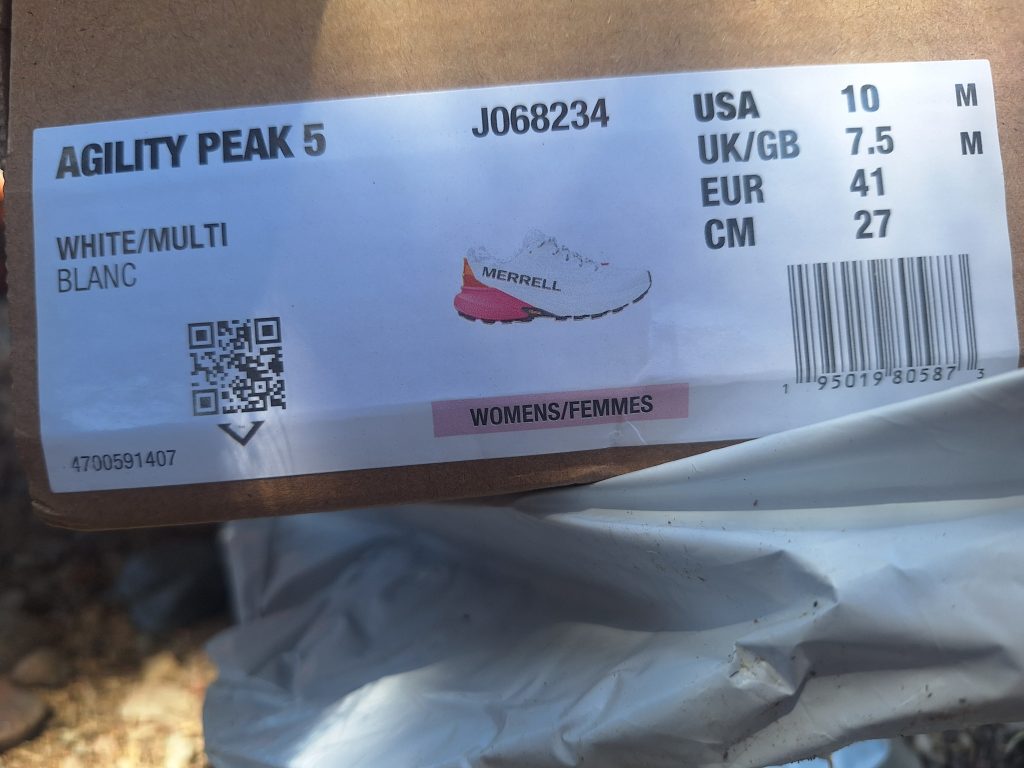 AGILITY PEAK 5
J068234
USA 10 M
UK/GB 7.5 M
EUR 41
CM 27
WHITE/MULTI
BLANC
MERRELL
1 95019 80587 3
WOMENS/FEMMES
4700591407